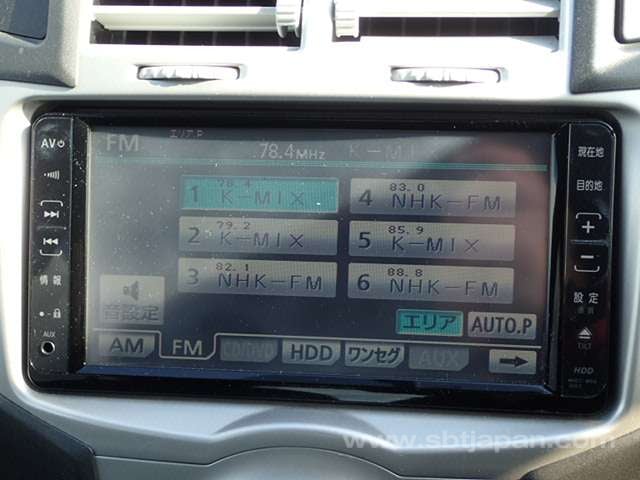 FM エリアP 78.4MHz K-MIX
AV
現在地
目的地
1 78.4 K-MIX
4 83.0 NHK-FM
2 79.2 K-MIX
5 85.9 K-MIX
3 82.1 NHK-FM
6 88.8 NHK-FM
情報
設定
音設定
エリア AUTO.P
TILT
AUX
AM FM HDD ワンセグ AUX
HDD
www.sbtjapan.com